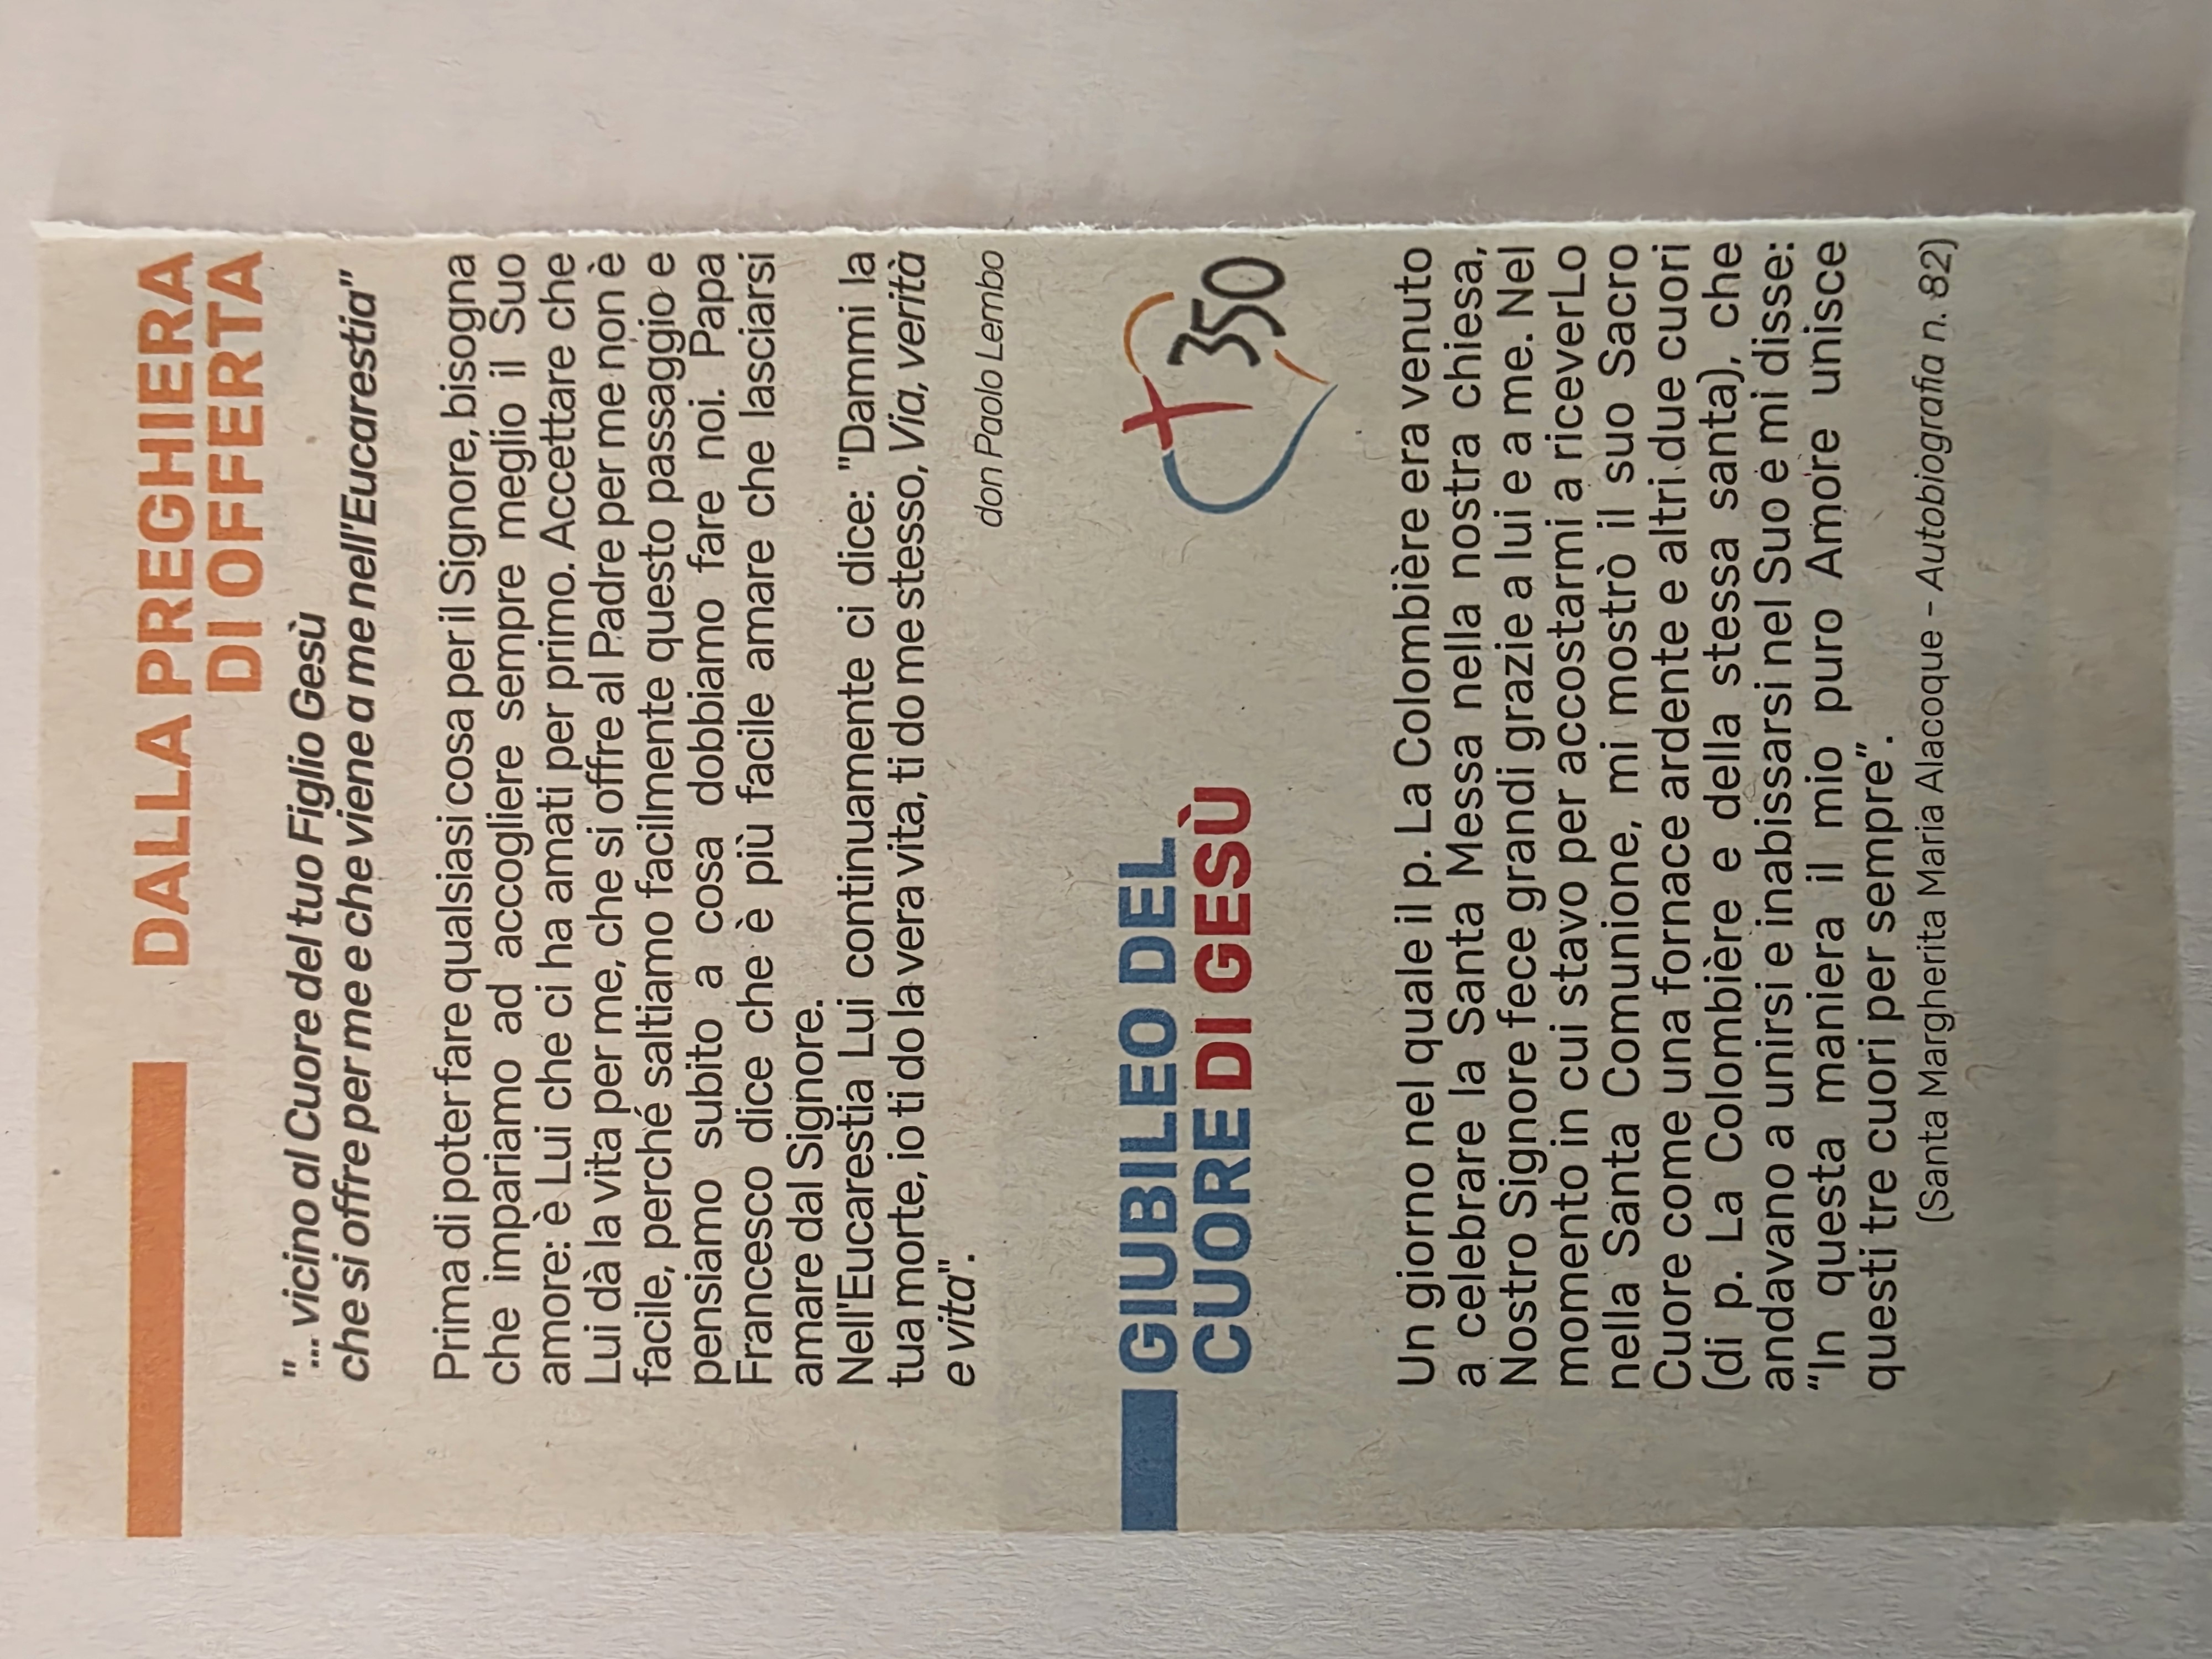 DALLA PREGHIERA
DI OFFERTA
"... vicino al Cuore del tuo Figlio Gesù
che si offre per me e che viene a me nell'Eucarestia"
Prima di poter fare qualsiasi cosa per il Signore, bisogna
che impariamo ad accogliere sempre meglio il Suo
amore: è Lui che ci ha amati per primo. Accettare che
Lui dà la vita per me, che si offre al Padre per me non è
facile, perché saltiamo facilmente questo passaggio e
pensiamo subito a cosa dobbiamo fare noi. Papa
Francesco dice che è più facile amare che lasciarsi
amare dal Signore.
Nell'Eucarestia Lui continuamente ci dice: "Dammi la
tua morte, io ti do la vera vita, ti do me stesso, Via, verità
e vita".
don Paolo Lembo
GIUBILEO DEL
CUORE DI GESÙ
350
Un giorno nel quale il p. La Colombière era venuto
a celebrare la Santa Messa nella nostra chiesa,
Nostro Signore fece grandi grazie a lui e a me. Nel
momento in cui stavo per accostarmi a riceverLo
nella Santa Comunione, mi mostrò il suo Sacro
Cuore come una fornace ardente e altri due cuori
(di p. La Colombière e della stessa santa), che
andavano a unirsi e inabissarsi nel Suo e mi disse:
“In questa maniera il mio puro Amore unisce
questi tre cuori per sempre”.
(Santa Margherita Maria Alacoque - Autobiografia n. 82)